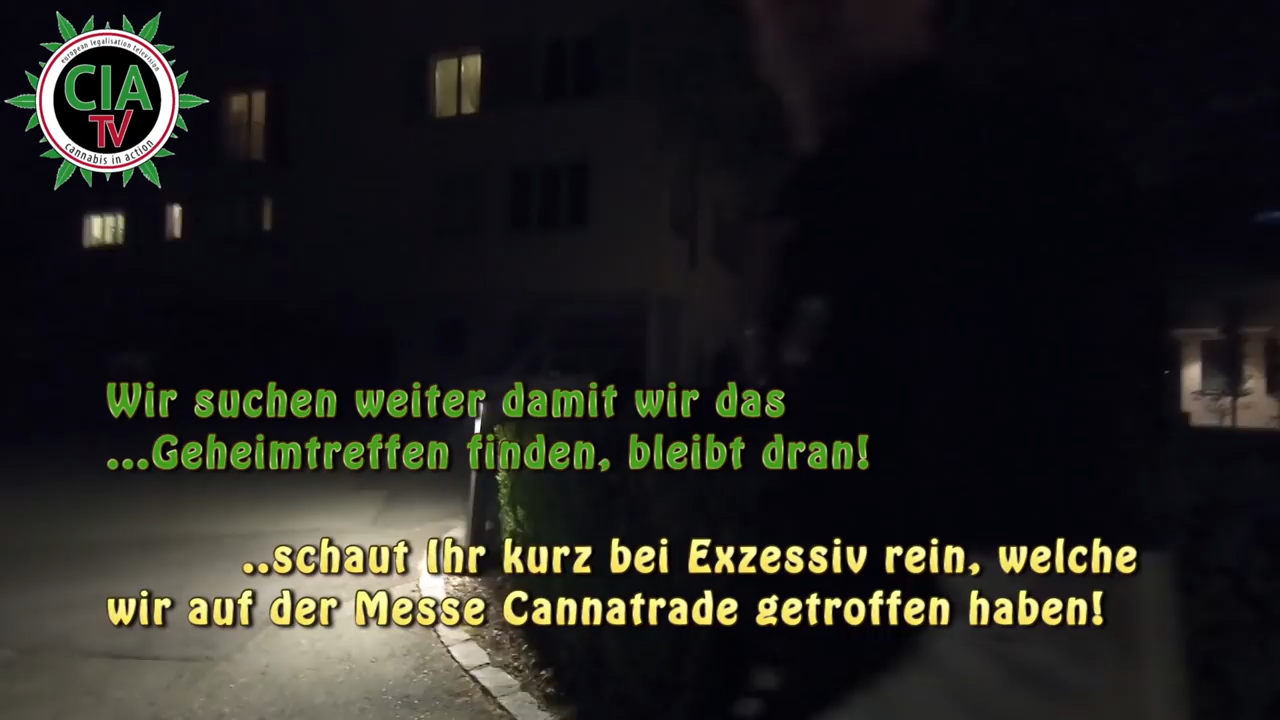 european legalisation television
CIA
TV
cannabis in action
Wir suchen weiter damit wir das
...Geheimtreffen finden, bleibt dran!
..schaut Ihr kurz bei Exzessiv rein, welche
wir auf der Messe Cannatrade getroffen haben!